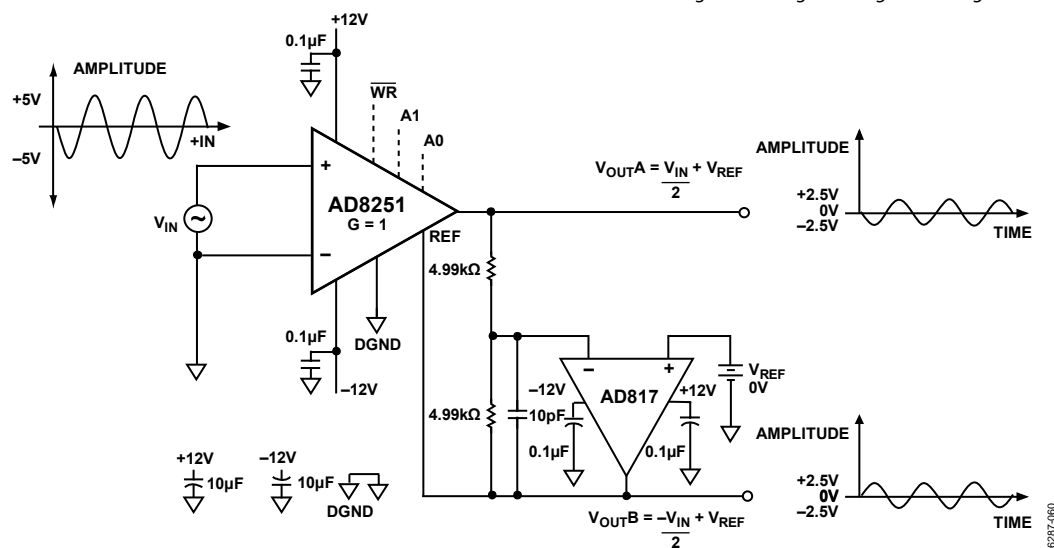 +12V
0.1µF
AMPLITUDE
+5V
–5V
+IN
WR
A1
A0
VIN
+
–
AD8251
G = 1
REF
DGND
0.1µF
–12V
VOUTA = VIN + VREF
2
AMPLITUDE
+2.5V
0V
–2.5V
TIME
4.99kΩ
4.99kΩ
–12V
10pF
0.1µF
–
+
AD817
+12V
0.1µF
VREF
0V
+12V
10µF
–12V
10µF
DGND
VOUTB = –VIN + VREF
2
AMPLITUDE
+2.5V
0V
–2.5V
TIME
6287-060